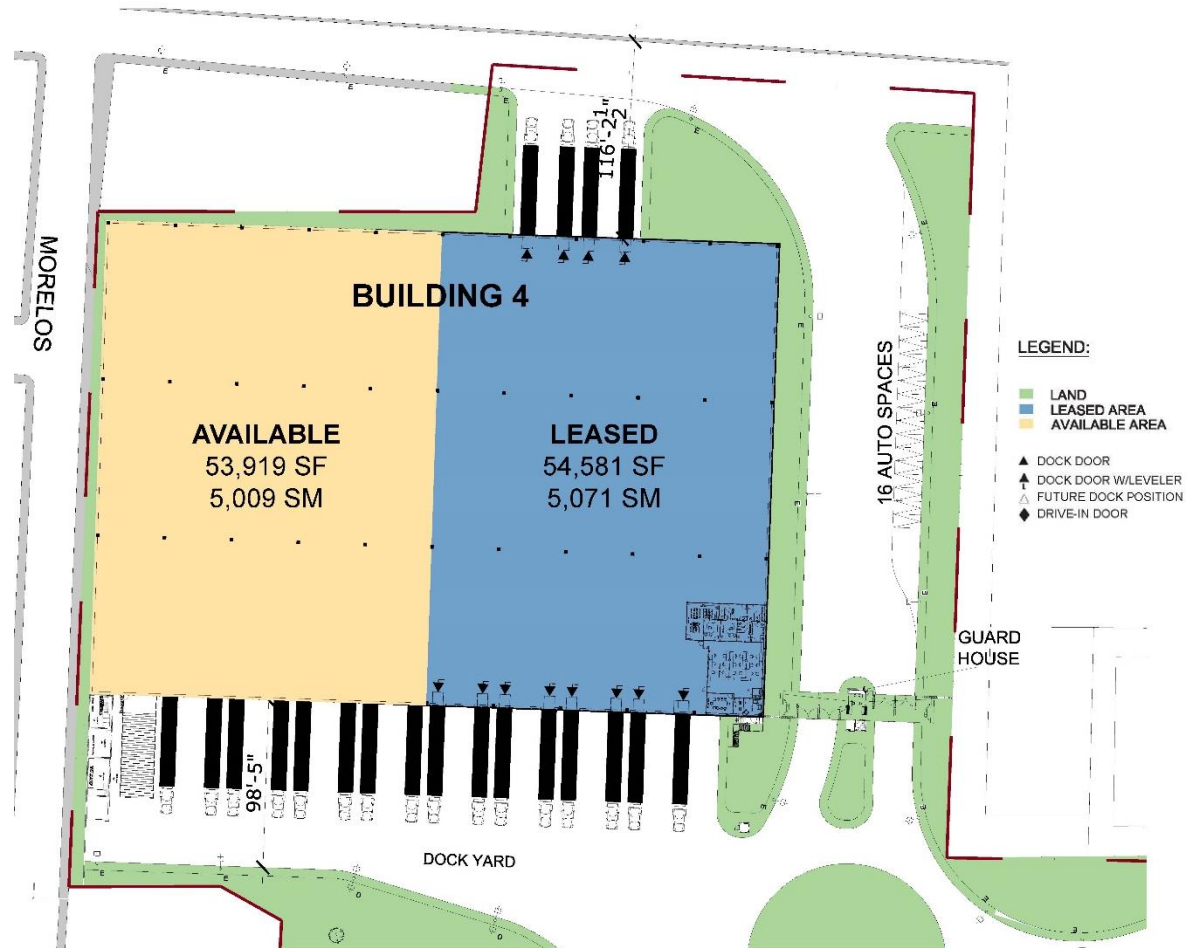 116'-2 1/2"
MORELOS
BUILDING 4
AVAILABLE
53,919 SF
5,009 SM
LEASED
54,581 SF
5,071 SM
16 AUTO SPACES
LEGEND:
LAND
LEASED AREA
AVAILABLE AREA
DOCK DOOR
DOCK DOOR W/LEVELER
FUTURE DOCK POSITION
DRIVE-IN DOOR
GUARD
HOUSE
98'-5"
DOCK YARD